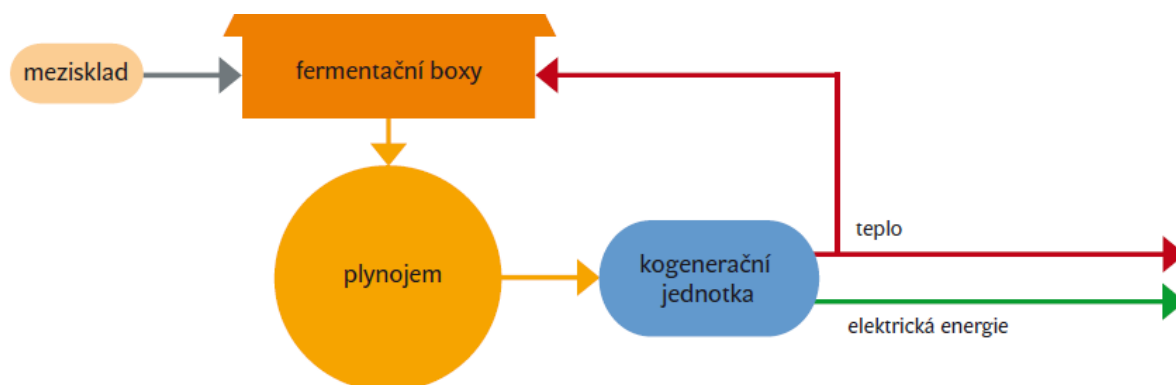 mezisklad
fermentační boxy
plynojem
kogenerační
jednotka
teplo
elektrická energie